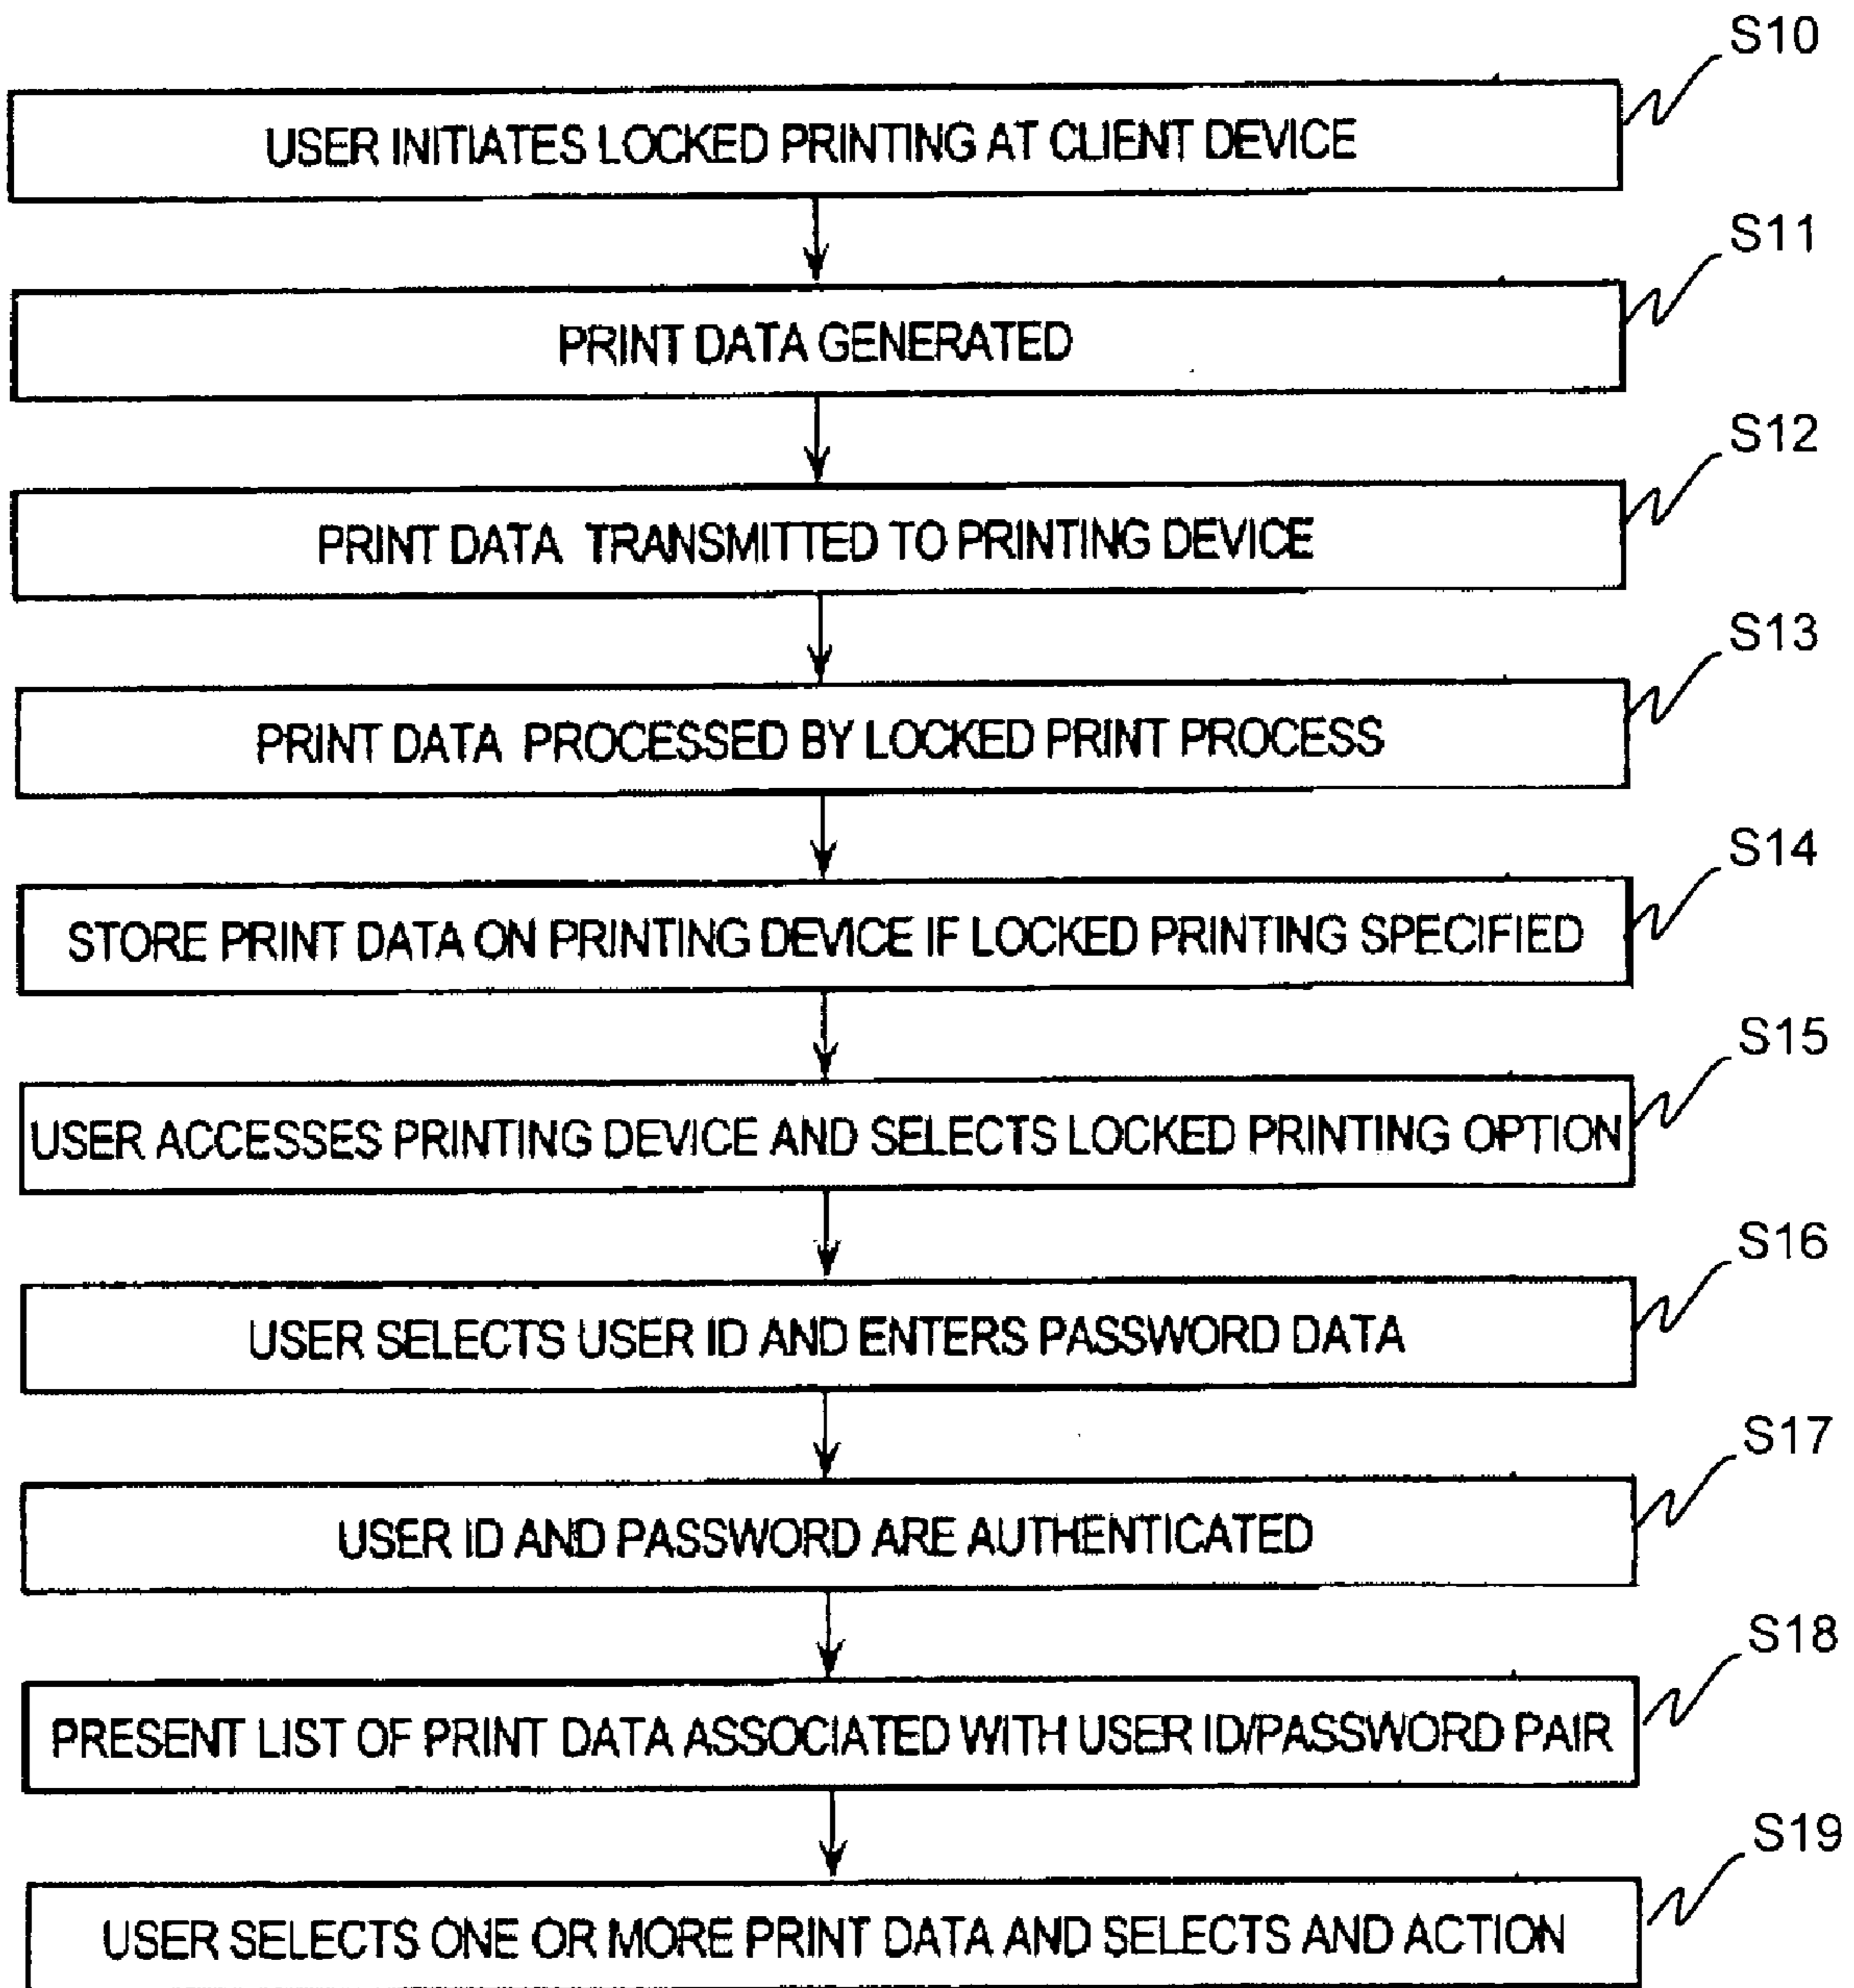 S10
USER INITIATES LOCKED PRINTING AT CLIENT DEVICE
S11
PRINT DATA GENERATED
S12
PRINT DATA TRANSMITTED TO PRINTING DEVICE
S13
PRINT DATA PROCESSED BY LOCKED PRINT PROCESS
S14
STORE PRINT DATA ON PRINTING DEVICE IF LOCKED PRINTING SPECIFIED
S15
USER ACCESSES PRINTING DEVICE AND SELECTS LOCKED PRINTING OPTION
S16
USER SELECTS USER ID AND ENTERS PASSWORD DATA
S17
USER ID AND PASSWORD ARE AUTHENTICATED
S18
PRESENT LIST OF PRINT DATA ASSOCIATED WITH USER ID/PASSWORD PAIR
S19
USER SELECTS ONE OR MORE PRINT DATA AND SELECTS AND ACTION